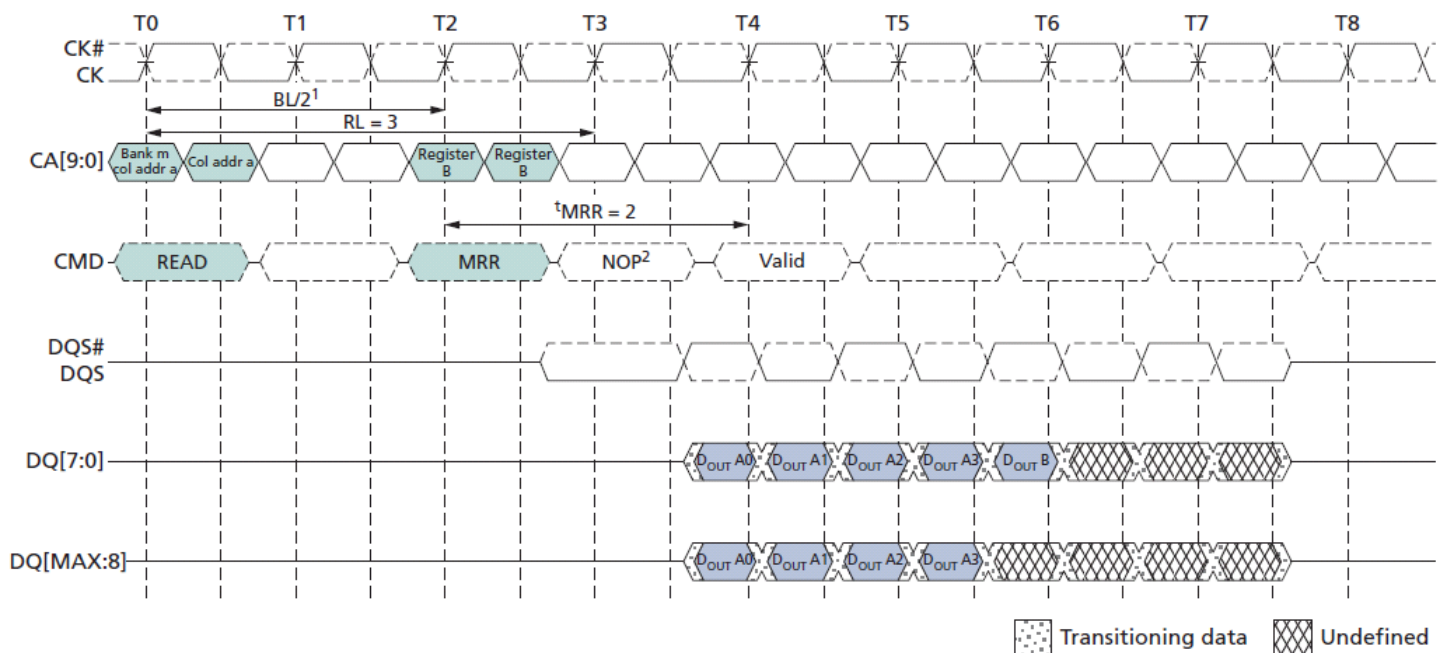 T0 T1 T2 T3 T4 T5 T6 T7 T8
CK#
CK
BL/2¹
RL = 3
CA[9:0]
Bank m
col addr a
Col addr a
Register
B
Register
B
ᵗMRR = 2
CMD READ MRR NOP² Valid
DQS#
DQS
DQ[7:0] DOUT A0 DOUT A1 DOUT A2 DOUT A3 DOUT B
DQ[MAX:8] DOUT A0 DOUT A1 DOUT A2 DOUT A3
Transitioning data Undefined